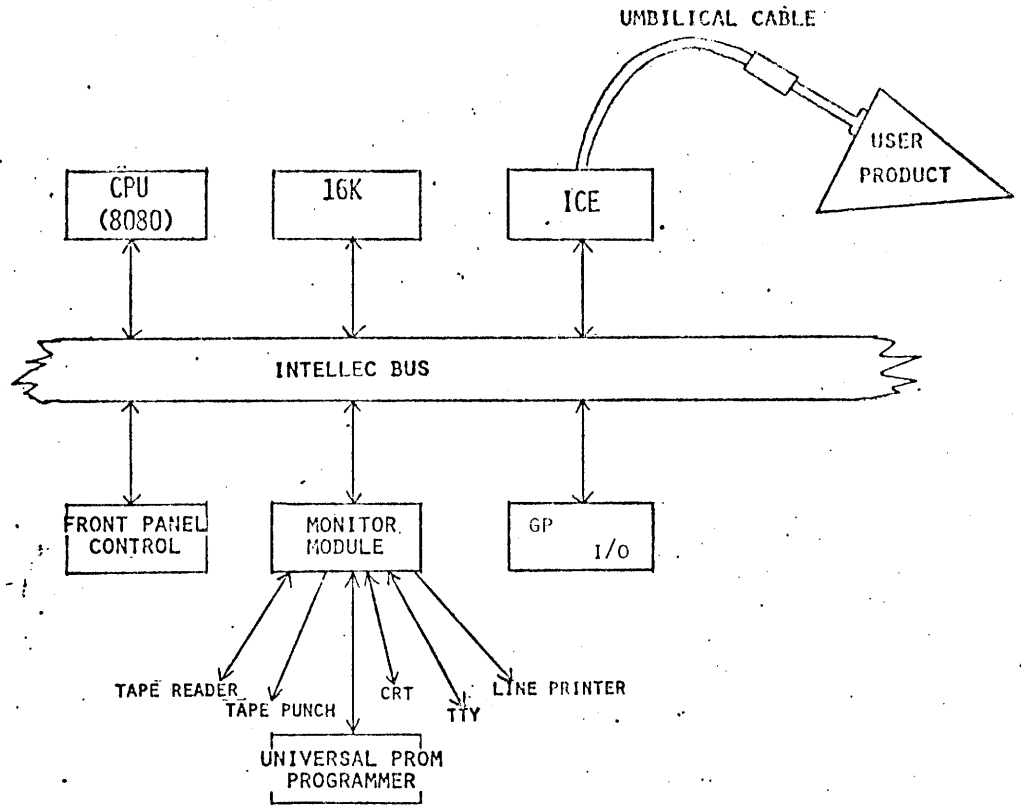 UMBILICAL CABLE
USER
PRODUCT
CPU
(8080)
16K
ICE
INTELLEC BUS
FRONT PANEL
CONTROL
MONITOR
MODULE
GP
I/O
TAPE READER
TAPE PUNCH
CRT
TTY
LINE PRINTER
UNIVERSAL PROM
PROGRAMMER